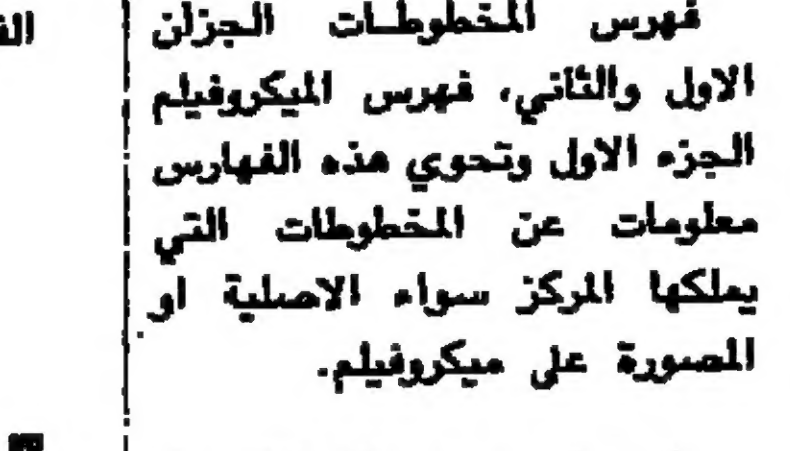 فهرس المخطوطات الجزئن
الاول والثاني، فهرس الميكروفيلم
الجزء الاول وتحوي هذه الفهارس
معلومات عن المخطوطات التي
يملكها المركز سواء الاصلية او
المصورة على ميكروفيلم.